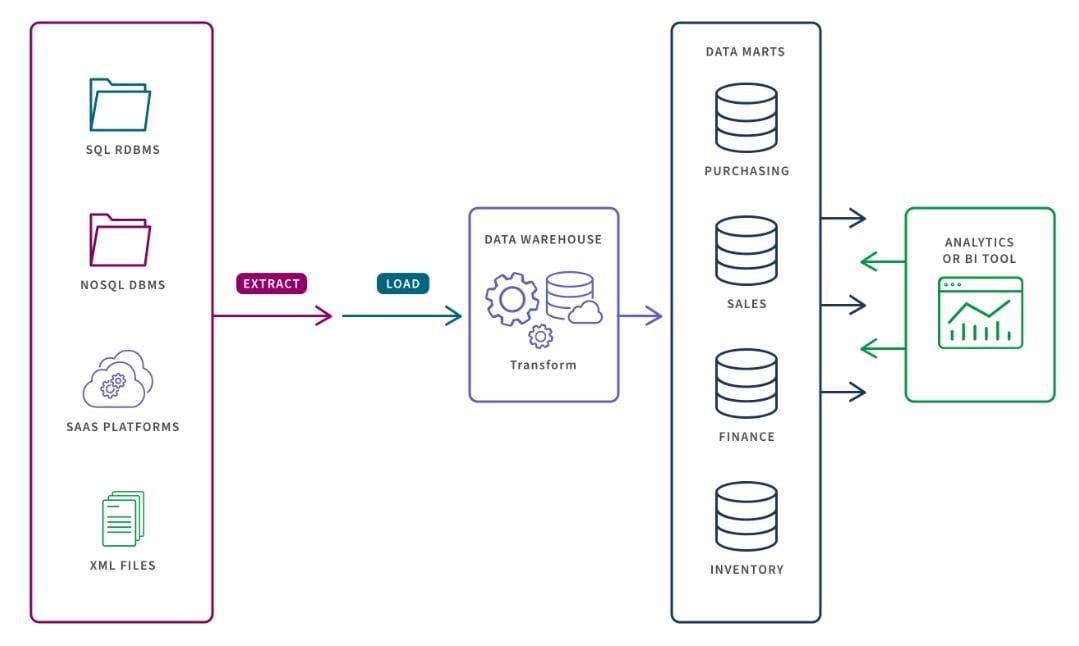 SQL RDBMS
NOSQL DBMS
SAAS PLATFORMS
XML FILES
EXTRACT
LOAD
DATA WAREHOUSE
Transform
DATA MARTS
PURCHASING
SALES
FINANCE
INVENTORY
ANALYTICS
OR BI TOOL